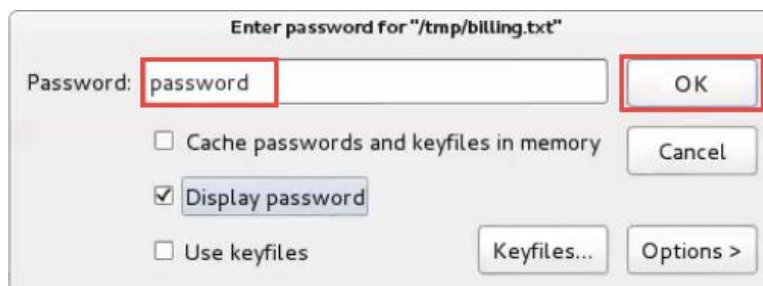 Enter password for "/tmp/billing.txt"
Password: password OK
Cache passwords and keyfiles in memory Cancel
Display password
Use keyfiles Keyfiles... Options >